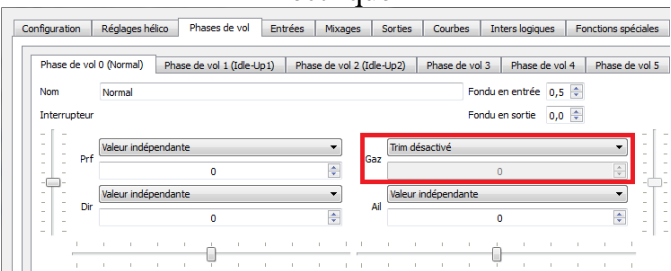 Configuration Réglages hélico Phases de vol Entrées Mixages Sorties Courbes Inters logiques Fonctions spéciales
Phase de vol 0 (Normal) Phase de vol 1 (Idle-Up1) Phase de vol 2 (Idle-Up2) Phase de vol 3 Phase de vol 4 Phase de vol 5
Nom Normal Fondu en entrée 0,5
Interrupteur Fondu en sortie 0,0
Prf Valeur indépendante Gaz Trim désactivé
0 0
Dir Valeur indépendante Ail Valeur indépendante
0 0